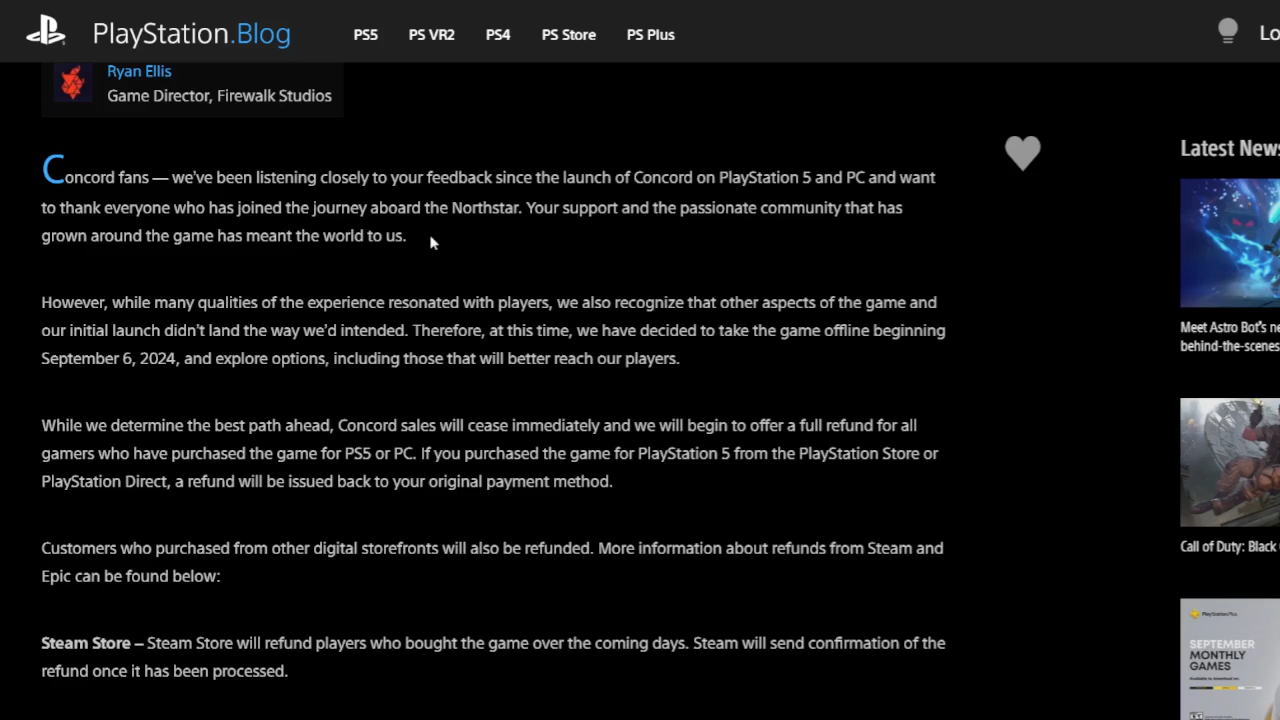 PlayStation.Blog
PS5
PS VR2
PS4
PS Store
PS Plus
Lo
Ryan Ellis
Game Director, Firewalk Studios
Concord fans — we've been listening closely to your feedback since the launch of Concord on PlayStation 5 and PC and want
to thank everyone who has joined the journey aboard the Northstar. Your support and the passionate community that has
grown around the game has meant the world to us.
However, while many qualities of the experience resonated with players, we also recognize that other aspects of the game and
our initial launch didn't land the way we'd intended. Therefore, at this time, we have decided to take the game offline beginning
September 6, 2024, and explore options, including those that will better reach our players.
While we determine the best path ahead, Concord sales will cease immediately and we will begin to offer a full refund for all
gamers who have purchased the game for PS5 or PC. If you purchased the game for PlayStation 5 from the PlayStation Store or
PlayStation Direct, a refund will be issued back to your original payment method.
Customers who purchased from other digital storefronts will also be refunded. More information about refunds from Steam and
Epic can be found below:
Steam Store – Steam Store will refund players who bought the game over the coming days. Steam will send confirmation of the
refund once it has been processed.
Latest News
Meet Astro Bot's ne
behind-the-scenes
Call of Duty: Black
PlayStation.Plus
SEPTEMBER
MONTHLY
GAMES